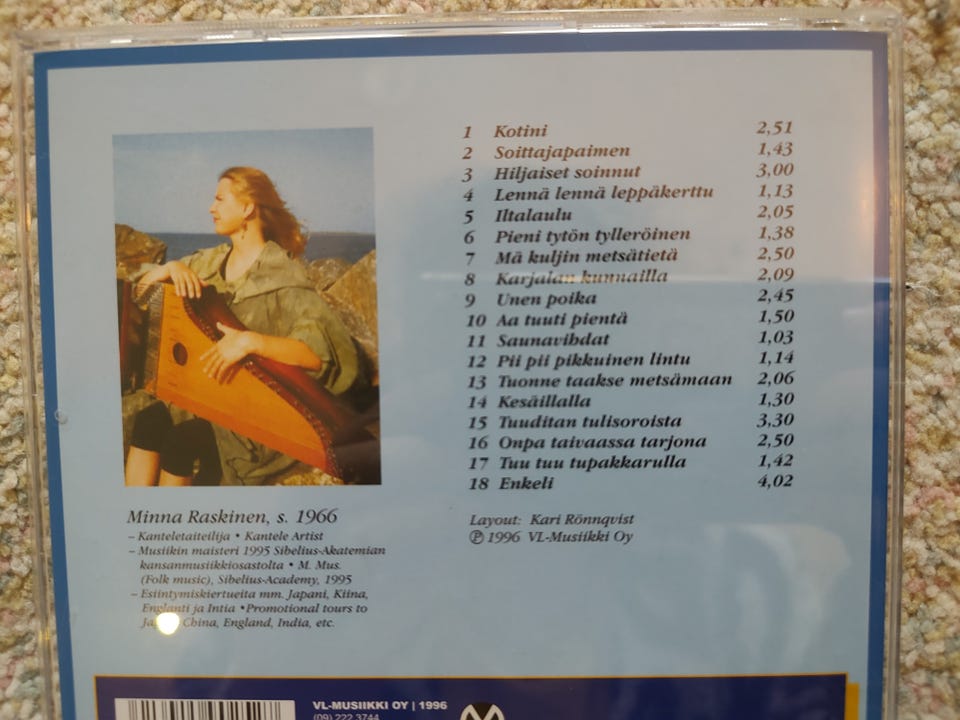 1 Kotini 2,51
2 Soittajapaimen 1,43
3 Hiljaiset soinnut 3,00
4 Lennä lennä leppäkerttu 1,13
5 Iltalaulu 2,05
6 Pieni tytön tylleröinen 1,38
7 Mä kuljin metsätietä 2,50
8 Karjalan kunnailla 2,09
9 Unen poika 2,45
10 Aa tuuti pientä 1,50
11 Saunavihdat 1,03
12 Pii pii pikkuinen lintu 1,14
13 Tuonne taakse metsämaan 2,06
14 Kesäillalla 1,30
15 Tuuditan tulisoroista 3,30
16 Onpa taivaassa tarjona 2,50
17 Tuu tuu tupakkarulla 1,42
18 Enkeli 4,02
Layout: Kari Rönnqvist
℗ 1996 VL-Musiikki Oy
Minna Raskinen, s. 1966
– Kanteletaiteilija • Kantele Artist
– Musiikin maisteri 1995 Sibelius-Akatemian
kansanmusiikkiosastolta • M. Mus.
(Folk music), Sibelius-Academy, 1995
– Esiintymiskiertueita mm. Japani, Kiina,
Englanti ja Intia • Promotional tours to
China, England, India, etc.
VL-MUSIIKKI OY | 1996
(09) 222 3744